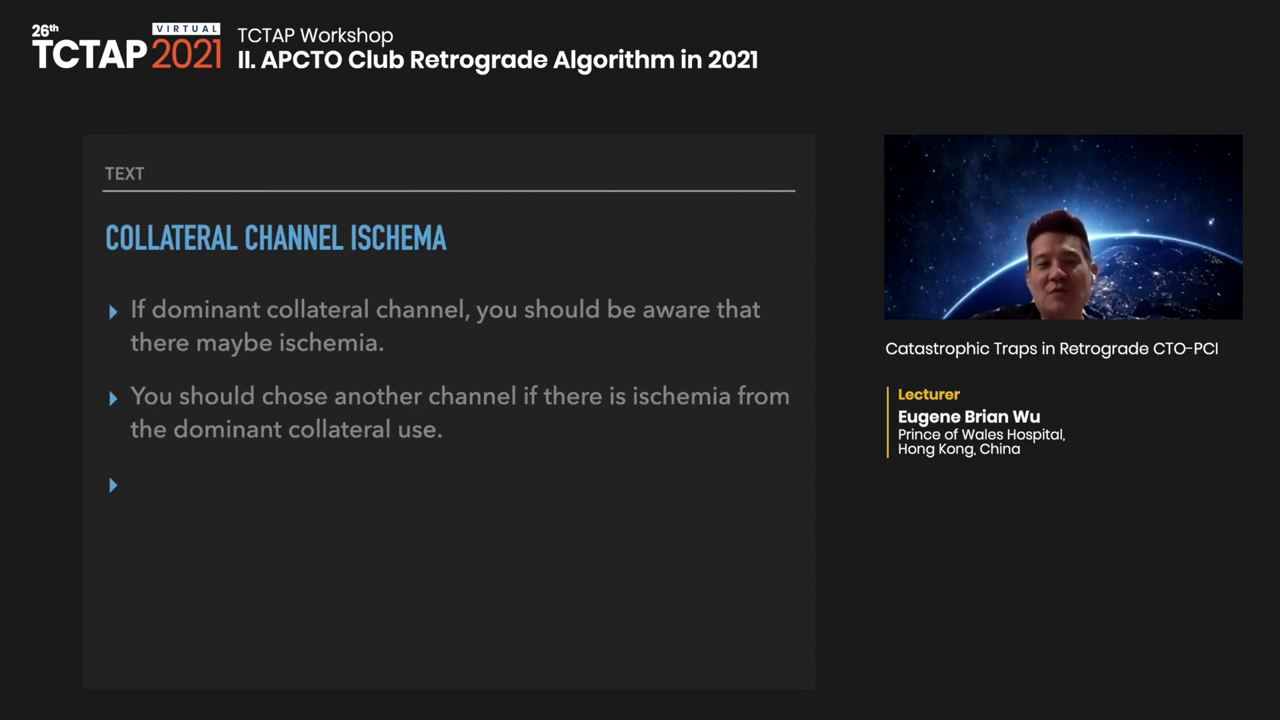 26th
VIRTUAL
TCTAP 2021
TCTAP Workshop
II. APCTO Club Retrograde Algorithm in 2021
TEXT
COLLATERAL CHANNEL ISCHEMA
If dominant collateral channel, you should be aware that
there maybe ischemia.
You should chose another channel if there is ischemia from
the dominant collateral use.
Catastrophic Traps in Retrograde CTO-PCI
Lecturer
Eugene Brian Wu
Prince of Wales Hospital,
Hong Kong, China